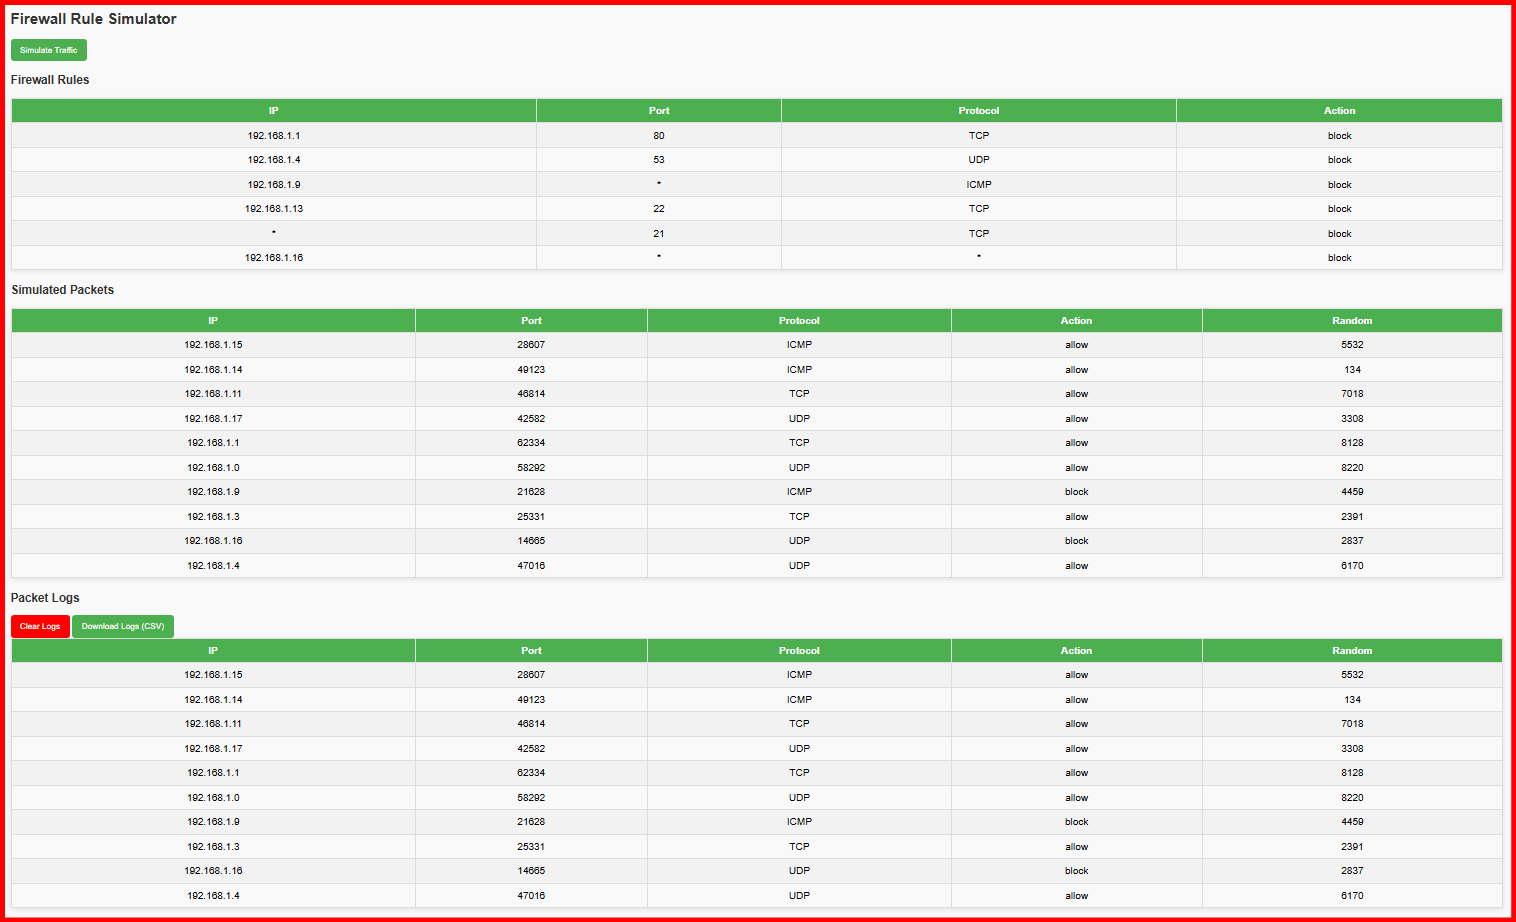 Firewall Rule Simulator
Simulate Traffic
Firewall Rules
IP Port Protocol Action
192.168.1.1 80 TCP block
192.168.1.4 53 UDP block
192.168.1.9 * ICMP block
192.168.1.13 22 TCP block
* 21 TCP block
192.168.1.16 * * block
Simulated Packets
IP Port Protocol Action Random
192.168.1.15 28607 ICMP allow 5532
192.168.1.14 49123 ICMP allow 134
192.168.1.11 46814 TCP allow 7018
192.168.1.17 42582 UDP allow 3308
192.168.1.1 62334 TCP allow 8128
192.168.1.0 58292 UDP allow 8220
192.168.1.9 21628 ICMP block 4459
192.168.1.3 25331 TCP allow 2391
192.168.1.16 14665 UDP block 2837
192.168.1.4 47016 UDP allow 6170
Packet Logs
Clear Logs Download Logs (CSV)
IP Port Protocol Action Random
192.168.1.15 28607 ICMP allow 5532
192.168.1.14 49123 ICMP allow 134
192.168.1.11 46814 TCP allow 7018
192.168.1.17 42582 UDP allow 3308
192.168.1.1 62334 TCP allow 8128
192.168.1.0 58292 UDP allow 8220
192.168.1.9 21628 ICMP block 4459
192.168.1.3 25331 TCP allow 2391
192.168.1.16 14665 UDP block 2837
192.168.1.4 47016 UDP allow 6170